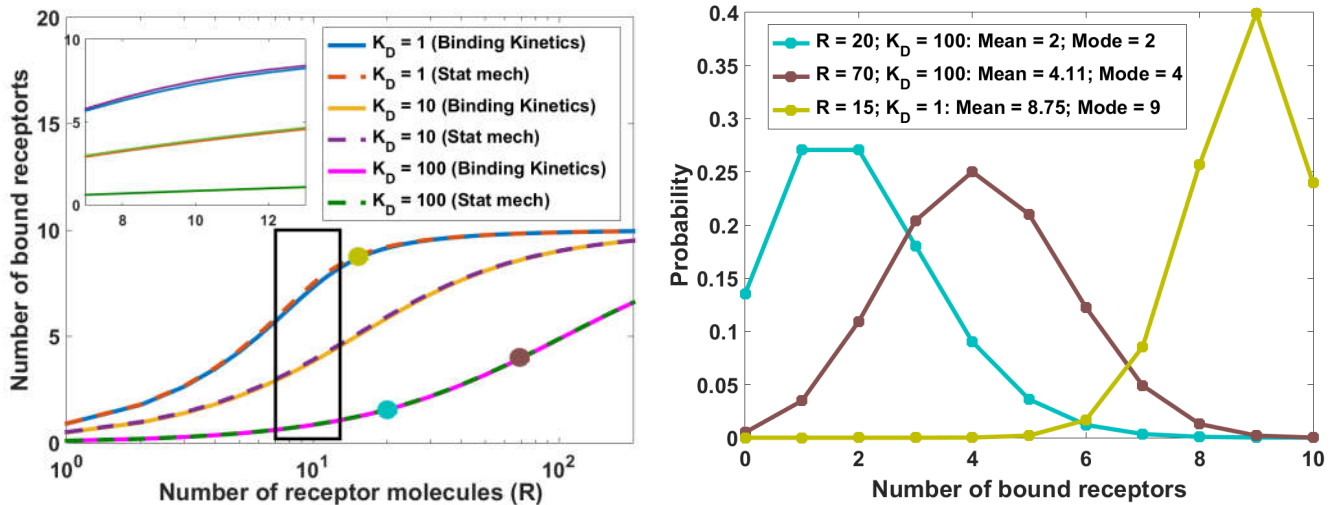 Number of bound receptorts
20
15
10
5
0
10
5
0
8 10 12
K_D = 1 (Binding Kinetics)
K_D = 1 (Stat mech)
K_D = 10 (Binding Kinetics)
K_D = 10 (Stat mech)
K_D = 100 (Binding Kinetics)
K_D = 100 (Stat mech)
10^0 10^1 10^2
Number of receptor molecules (R)
Probability
0.4
0.35
0.3
0.25
0.2
0.15
0.1
0.05
0
R = 20; K_D = 100: Mean = 2; Mode = 2
R = 70; K_D = 100: Mean = 4.11; Mode = 4
R = 15; K_D = 1: Mean = 8.75; Mode = 9
0 2 4 6 8 10
Number of bound receptors